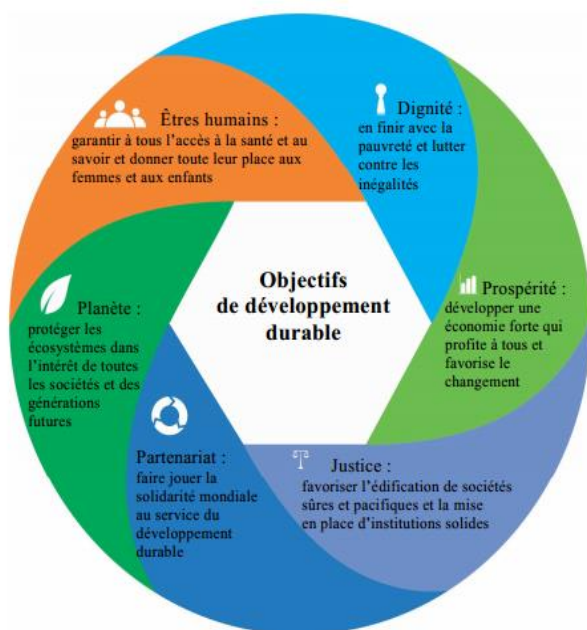 Êtres humains :
garantir à tous l'accès à la santé et au
savoir et donner toute leur place aux
femmes et aux enfants
Dignité :
en finir avec la
pauvreté et lutter
contre les
inégalités
Objectifs
de développement
durable
Planète :
protéger les
écosystèmes dans
l'intérêt de toutes
les sociétés et des
générations
futures
Prospérité :
développer une
économie forte qui
profite à tous et
favorise le
changement
Partenariat :
faire jouer la
solidarité mondiale
au service du
développement
durable
Justice :
favoriser l'édification de sociétés
sûres et pacifiques et la mise
en place d'institutions solides